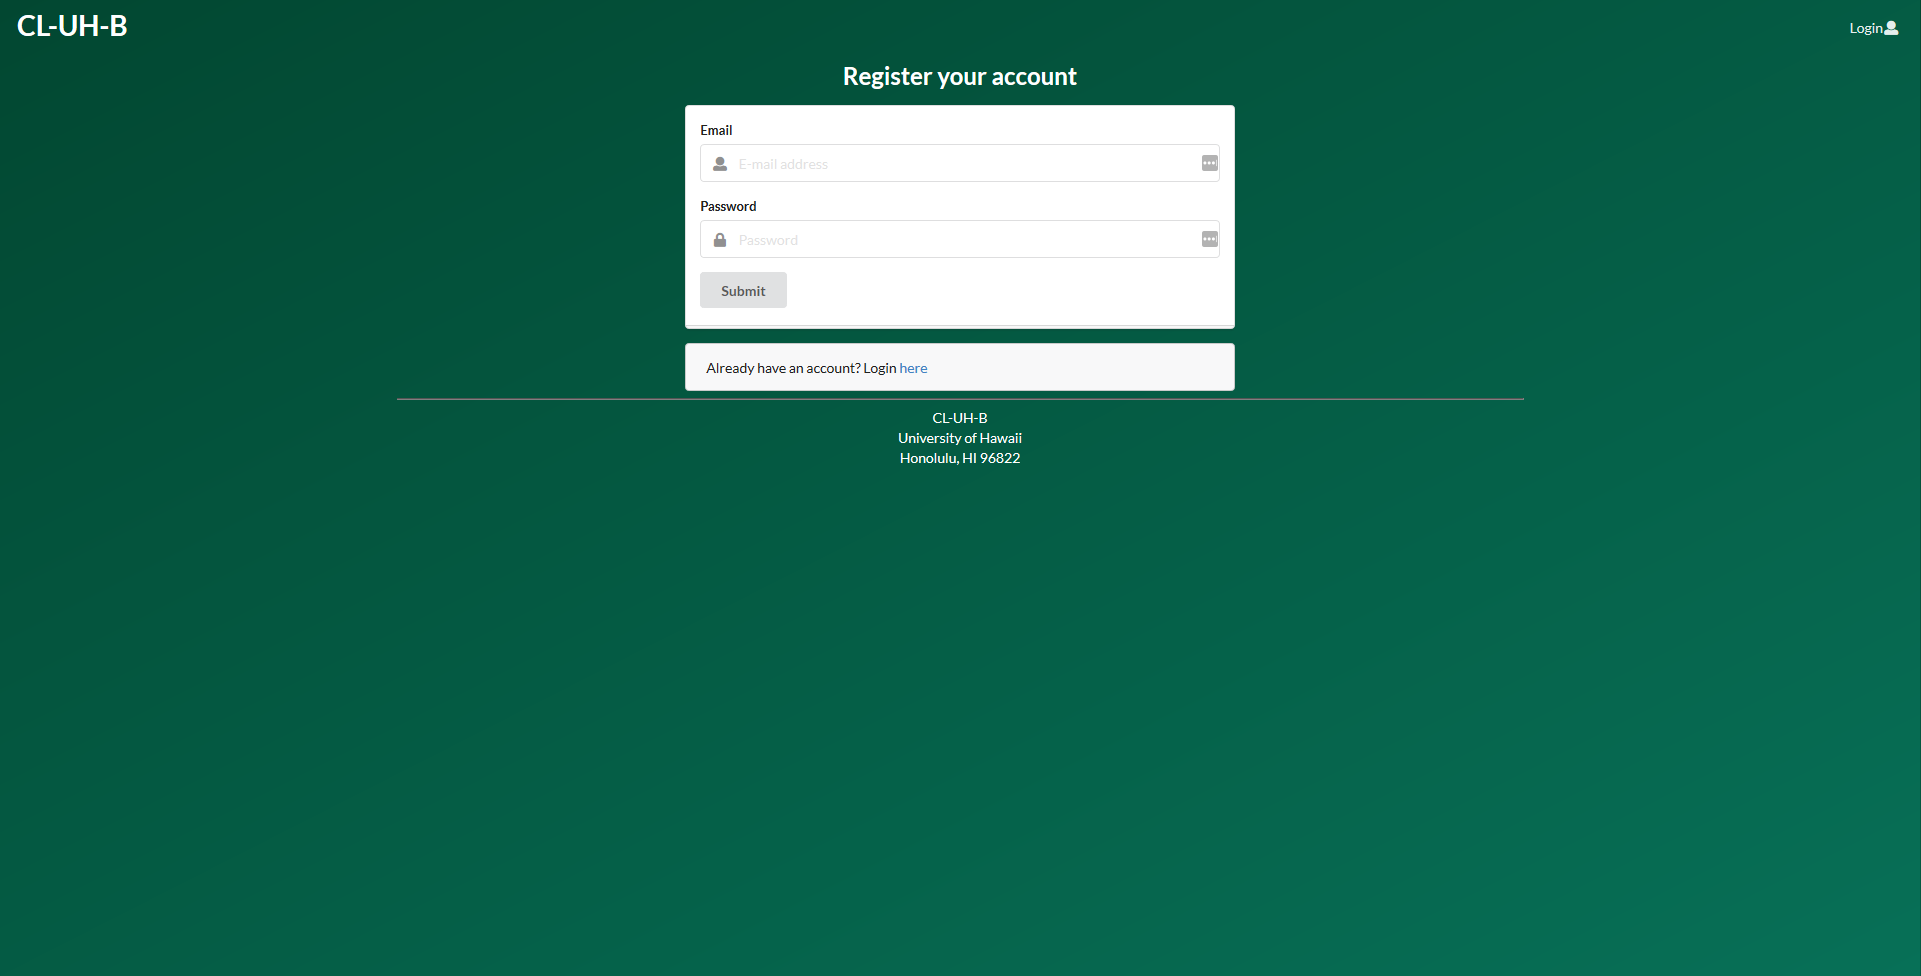 CL-UH-B
Login
Register your account
Email
E-mail address
Password
Password
Submit
Already have an account? Login here
CL-UH-B
University of Hawaii
Honolulu, HI 96822